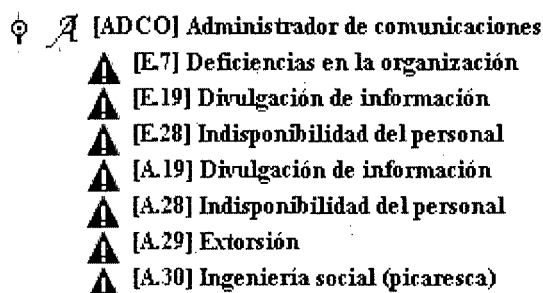 [ADCO] Administrador de comunicaciones
[E.7] Deficiencias en la organización
[E.19] Divulgación de información
[E.28] Indisponibilidad del personal
[A.19] Divulgación de información
[A.28] Indisponibilidad del personal
[A.29] Extorsión
[A.30] Ingeniería social (picaresca)